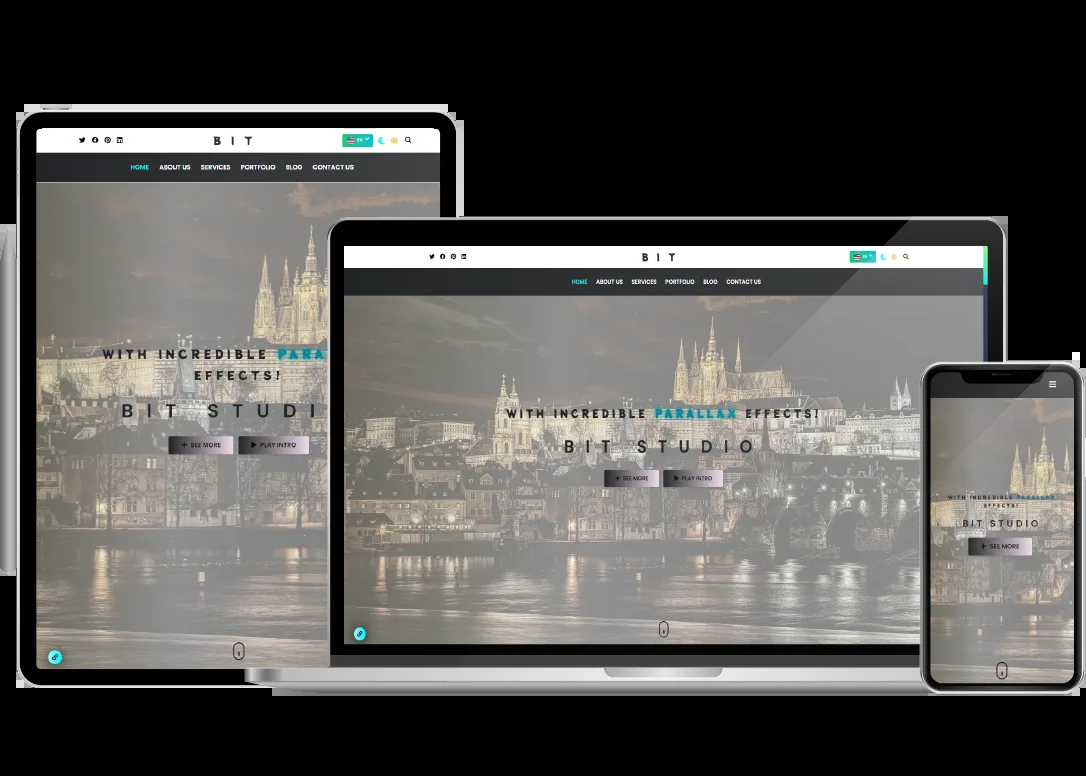 B I T
EN
HOME ABOUT US SERVICES PORTFOLIO BLOG CONTACT US
WITH INCREDIBLE PARA
EFFECTS!
BIT STUDI
+ SEE MORE
PLAY INTRO
B I T
EN
HOME ABOUT US SERVICES PORTFOLIO BLOG CONTACT US
WITH INCREDIBLE PARALLAX EFFECTS!
BIT STUDIO
+ SEE MORE
PLAY INTRO
WITH INCREDIBLE PARALLAX
EFFECTS!
BIT STUDIO
+ SEE MORE